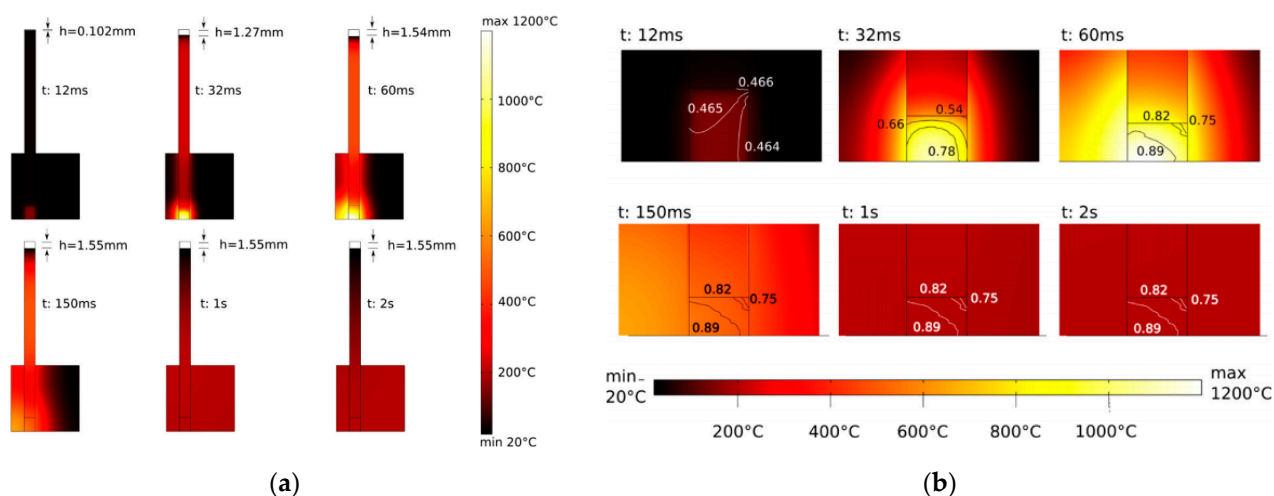 h=0.102mm
t: 12ms
h=1.27mm
t: 32ms
h=1.54mm
t: 60ms
max 1200°C
1000°C
800°C
600°C
400°C
200°C
min 20°C
h=1.55mm
t: 150ms
h=1.55mm
t: 1s
h=1.55mm
t: 2s
(a)
t: 12ms
0.466
0.465
0.464
t: 32ms
0.54
0.66
0.78
t: 60ms
0.82
0.75
0.89
t: 150ms
0.82
0.75
0.89
t: 1s
0.82
0.75
0.89
t: 2s
0.82
0.75
0.89
min
20°C
max
1200°C
200°C 400°C 600°C 800°C 1000°C
(b)